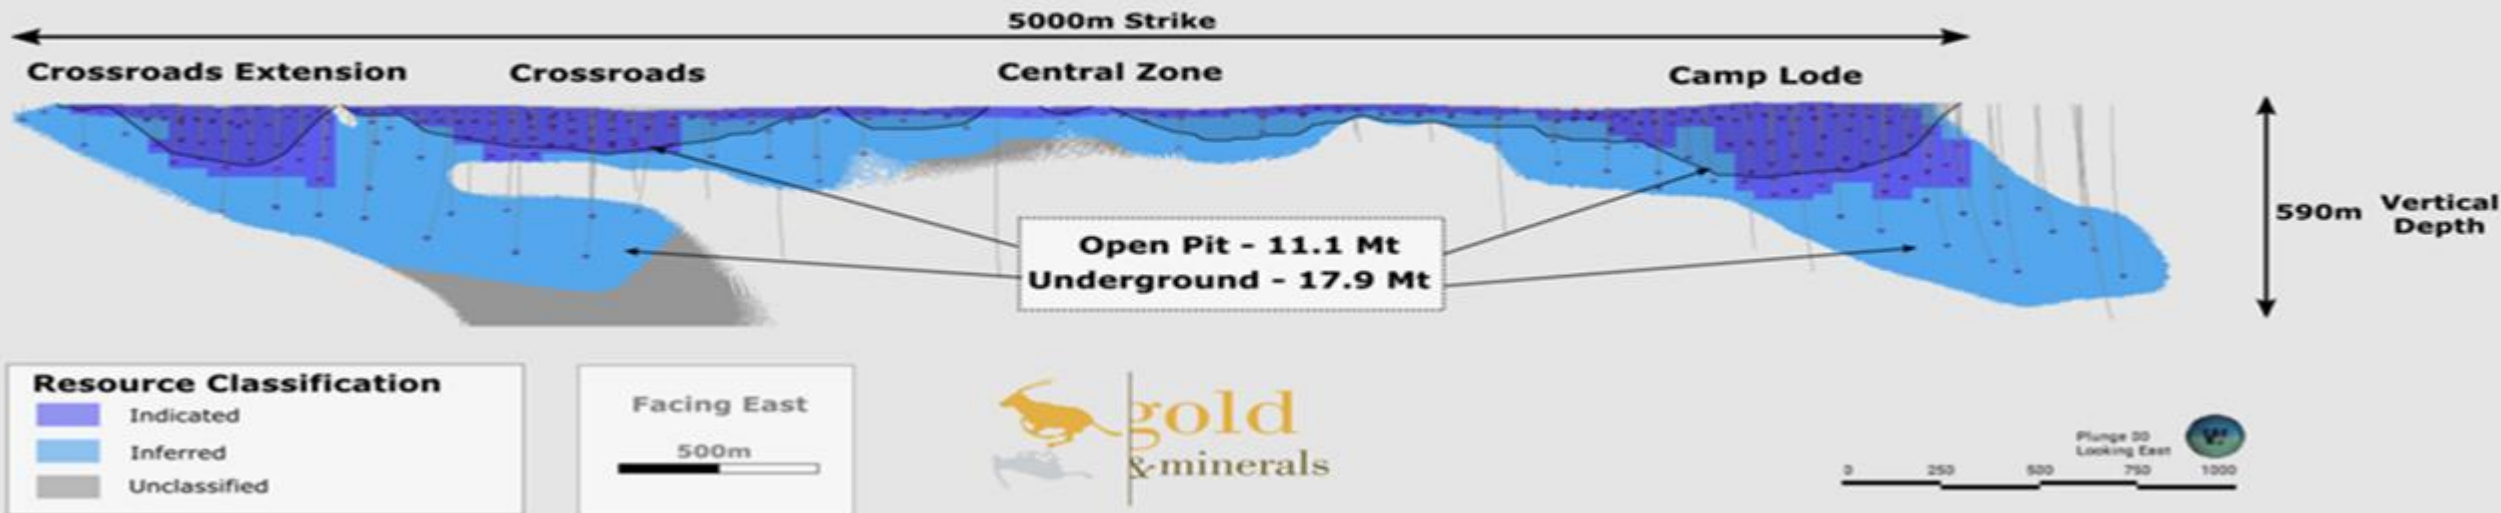 5000m Strike
Crossroads Extension
Crossroads
Central Zone
Camp Lode
590m
Vertical
Depth
Open Pit - 11.1 Mt
Underground - 17.9 Mt
Resource Classification
Indicated
Inferred
Unclassified
Facing East
500m
gold
&minerals
Plunge 00
Looking East
0 250 500 750 1000